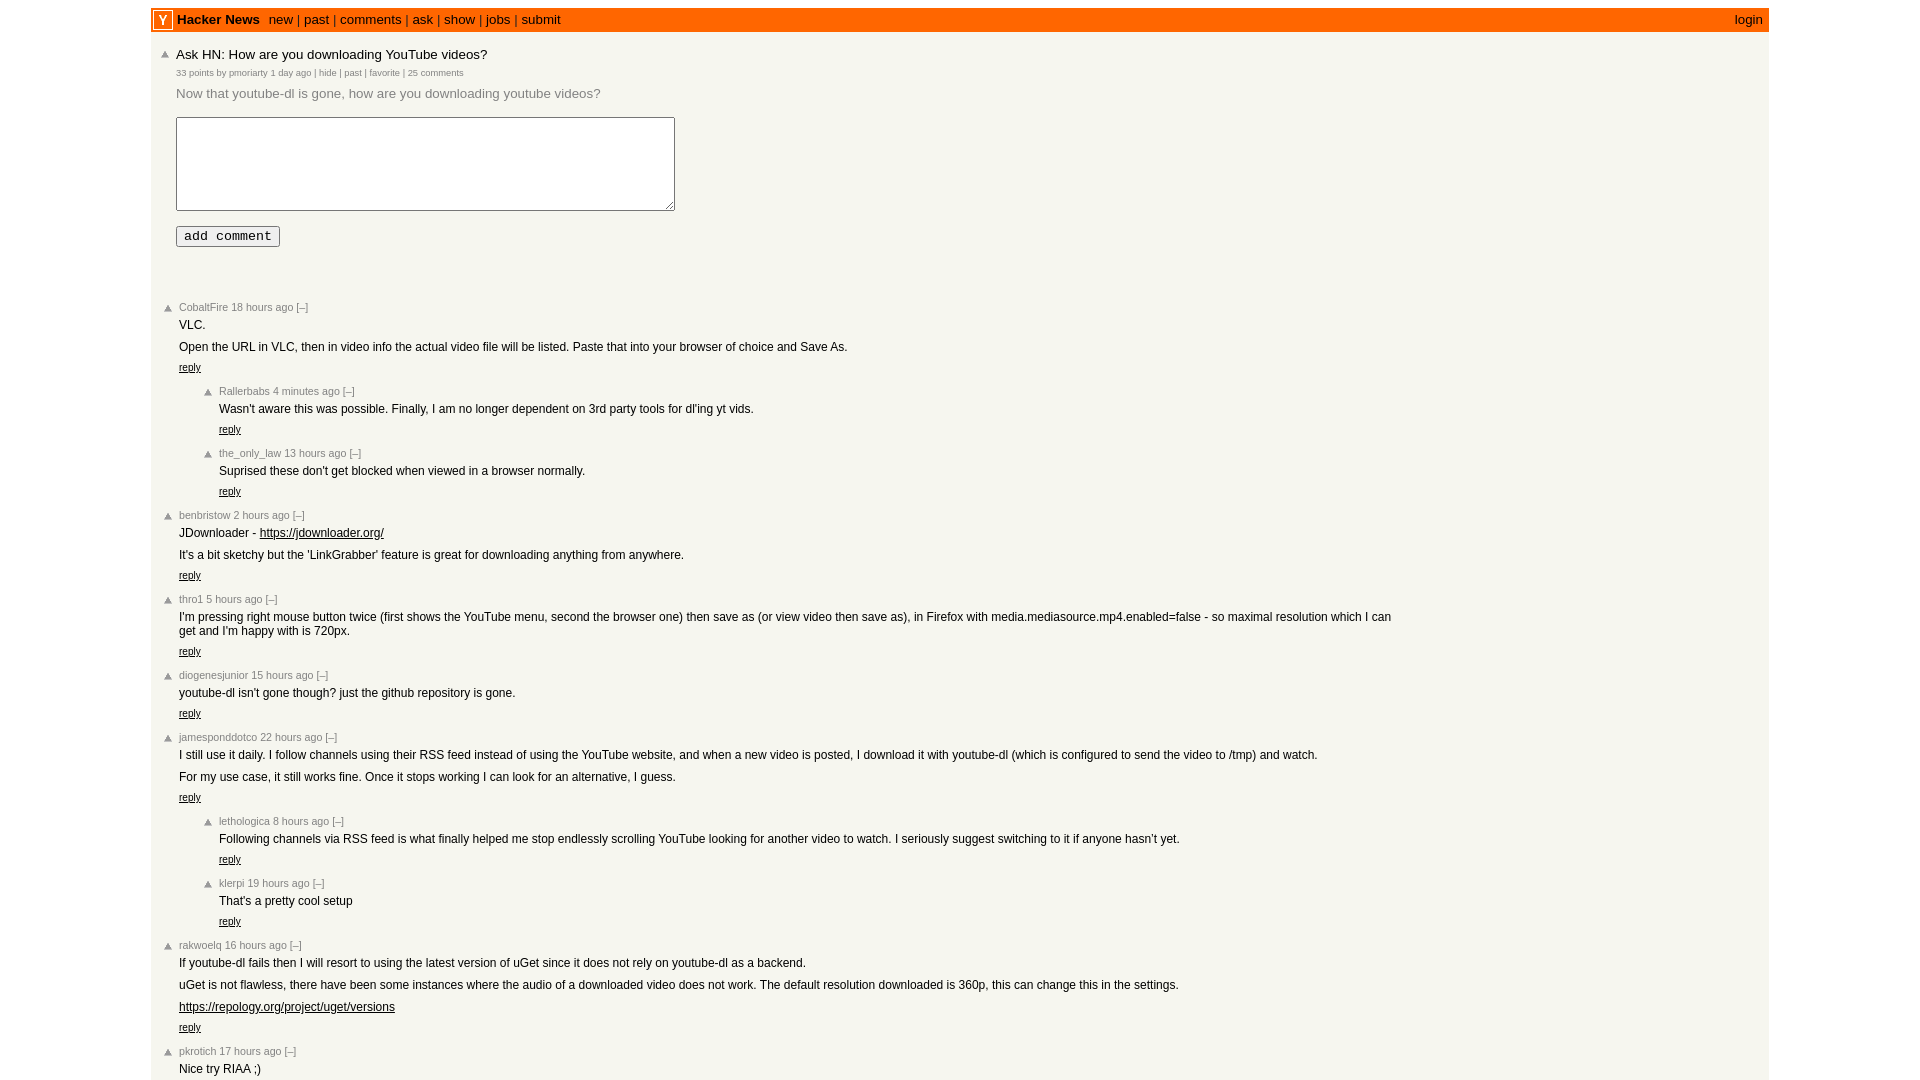 Y Hacker News new | past | comments | ask | show | jobs | submit login
Ask HN: How are you downloading YouTube videos?
33 points by pmoriarty 1 day ago | hide | past | favorite | 25 comments
Now that youtube-dl is gone, how are you downloading youtube videos?
add comment
CobaltFire 18 hours ago [–]
VLC.
Open the URL in VLC, then in video info the actual video file will be listed. Paste that into your browser of choice and Save As.
reply
Rallerbabs 4 minutes ago [–]
Wasn't aware this was possible. Finally, I am no longer dependent on 3rd party tools for dl'ing yt vids.
reply
the_only_law 13 hours ago [–]
Suprised these don't get blocked when viewed in a browser normally.
reply
benbristow 2 hours ago [–]
JDownloader - https://jdownloader.org/
It's a bit sketchy but the 'LinkGrabber' feature is great for downloading anything from anywhere.
reply
thro1 5 hours ago [–]
I'm pressing right mouse button twice (first shows the YouTube menu, second the browser one) then save as (or view video then save as), in Firefox with media.mediasource.mp4.enabled=false - so maximal resolution which I can
get and I'm happy with is 720px.
reply
diogenesjunior 15 hours ago [–]
youtube-dl isn't gone though? just the github repository is gone.
reply
jamesponddotco 22 hours ago [–]
I still use it daily. I follow channels using their RSS feed instead of using the YouTube website, and when a new video is posted, I download it with youtube-dl (which is configured to send the video to /tmp) and watch.
For my use case, it still works fine. Once it stops working I can look for an alternative, I guess.
reply
lethologica 8 hours ago [–]
Following channels via RSS feed is what finally helped me stop endlessly scrolling YouTube looking for another video to watch. I seriously suggest switching to it if anyone hasn’t yet.
reply
klerpi 19 hours ago [–]
That's a pretty cool setup
reply
rakwoelq 16 hours ago [–]
If youtube-dl fails then I will resort to using the latest version of uGet since it does not rely on youtube-dl as a backend.
uGet is not flawless, there have been some instances where the audio of a downloaded video does not work. The default resolution downloaded is 360p, this can change this in the settings.
https://repology.org/project/uget/versions
reply
pkrotich 17 hours ago [–]
Nice try RIAA ;)